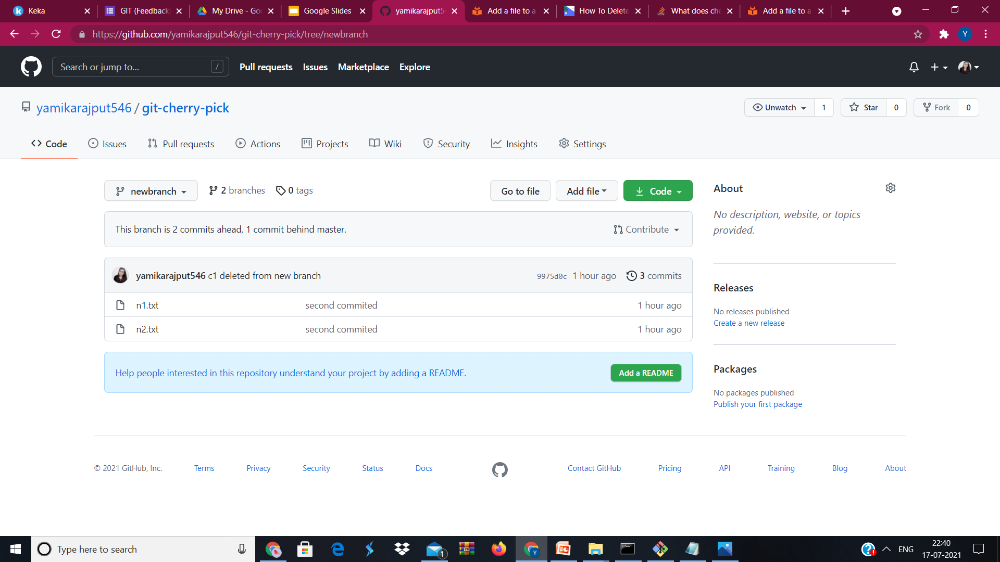 Keka
GIT (Feedback
My Drive - Goo
Google Slides
yamikarajput5
Add a file to a
How To Delete
What does che
Add a file to a
https://github.com/yamikarajput546/git-cherry-pick/tree/newbranch
Y
Search or jump to...
/
Pull requests
Issues
Marketplace
Explore
yamikarajput546 / git-cherry-pick
Unwatch 1
Star 0
Fork 0
Code
Issues
Pull requests
Actions
Projects
Wiki
Security
Insights
Settings
newbranch
2 branches
0 tags
Go to file
Add file
Code
This branch is 2 commits ahead, 1 commit behind master.
Contribute
yamikarajput546 c1 deleted from new branch
9975d0c 1 hour ago
3 commits
n1.txt second commited 1 hour ago
n2.txt second commited 1 hour ago
Help people interested in this repository understand your project by adding a README.
Add a README
About
No description, website, or topics
provided.
Releases
No releases published
Create a new release
Packages
No packages published
Publish your first package
© 2021 GitHub, Inc.
Terms
Privacy
Security
Status
Docs
Contact GitHub
Pricing
API
Training
Blog
About
Type here to search
1
Y
ENG
22:40
17-07-2021